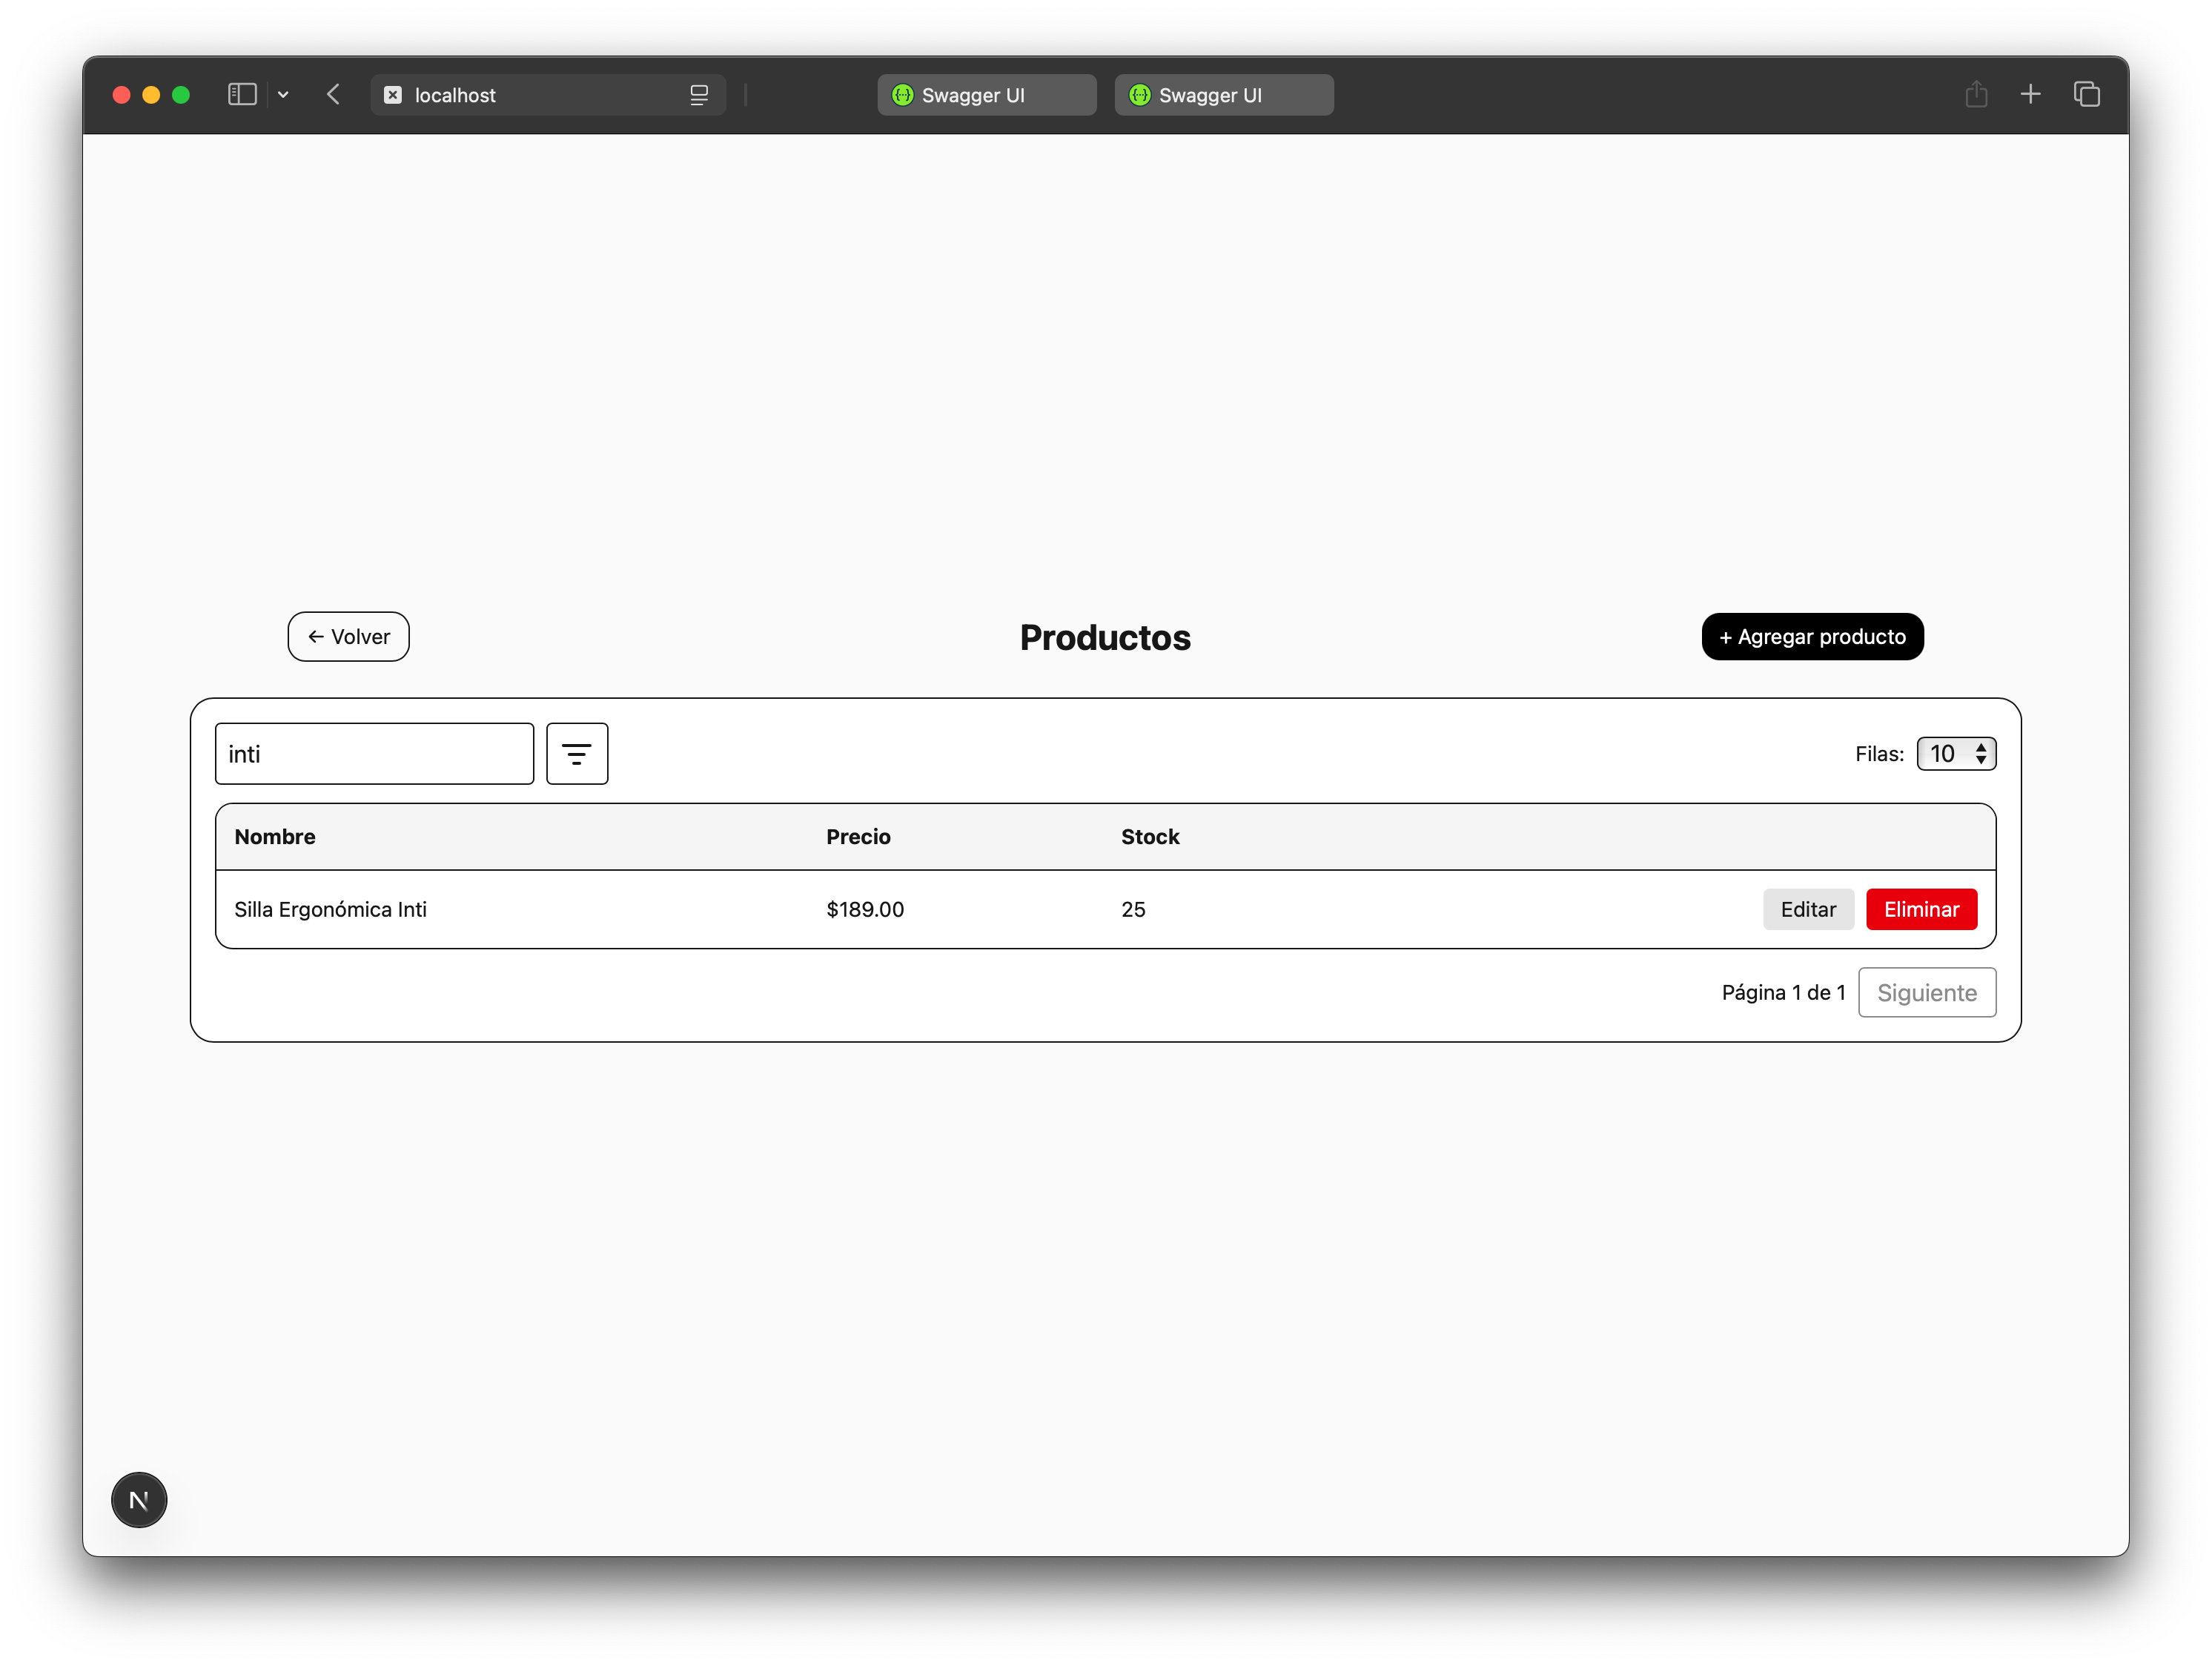 localhost
Swagger UI
Swagger UI
← Volver
Productos
+ Agregar producto
inti
Filas: 10
Nombre Precio Stock
Silla Ergonómica Inti $189.00 25 Editar Eliminar
Página 1 de 1 Siguiente
N